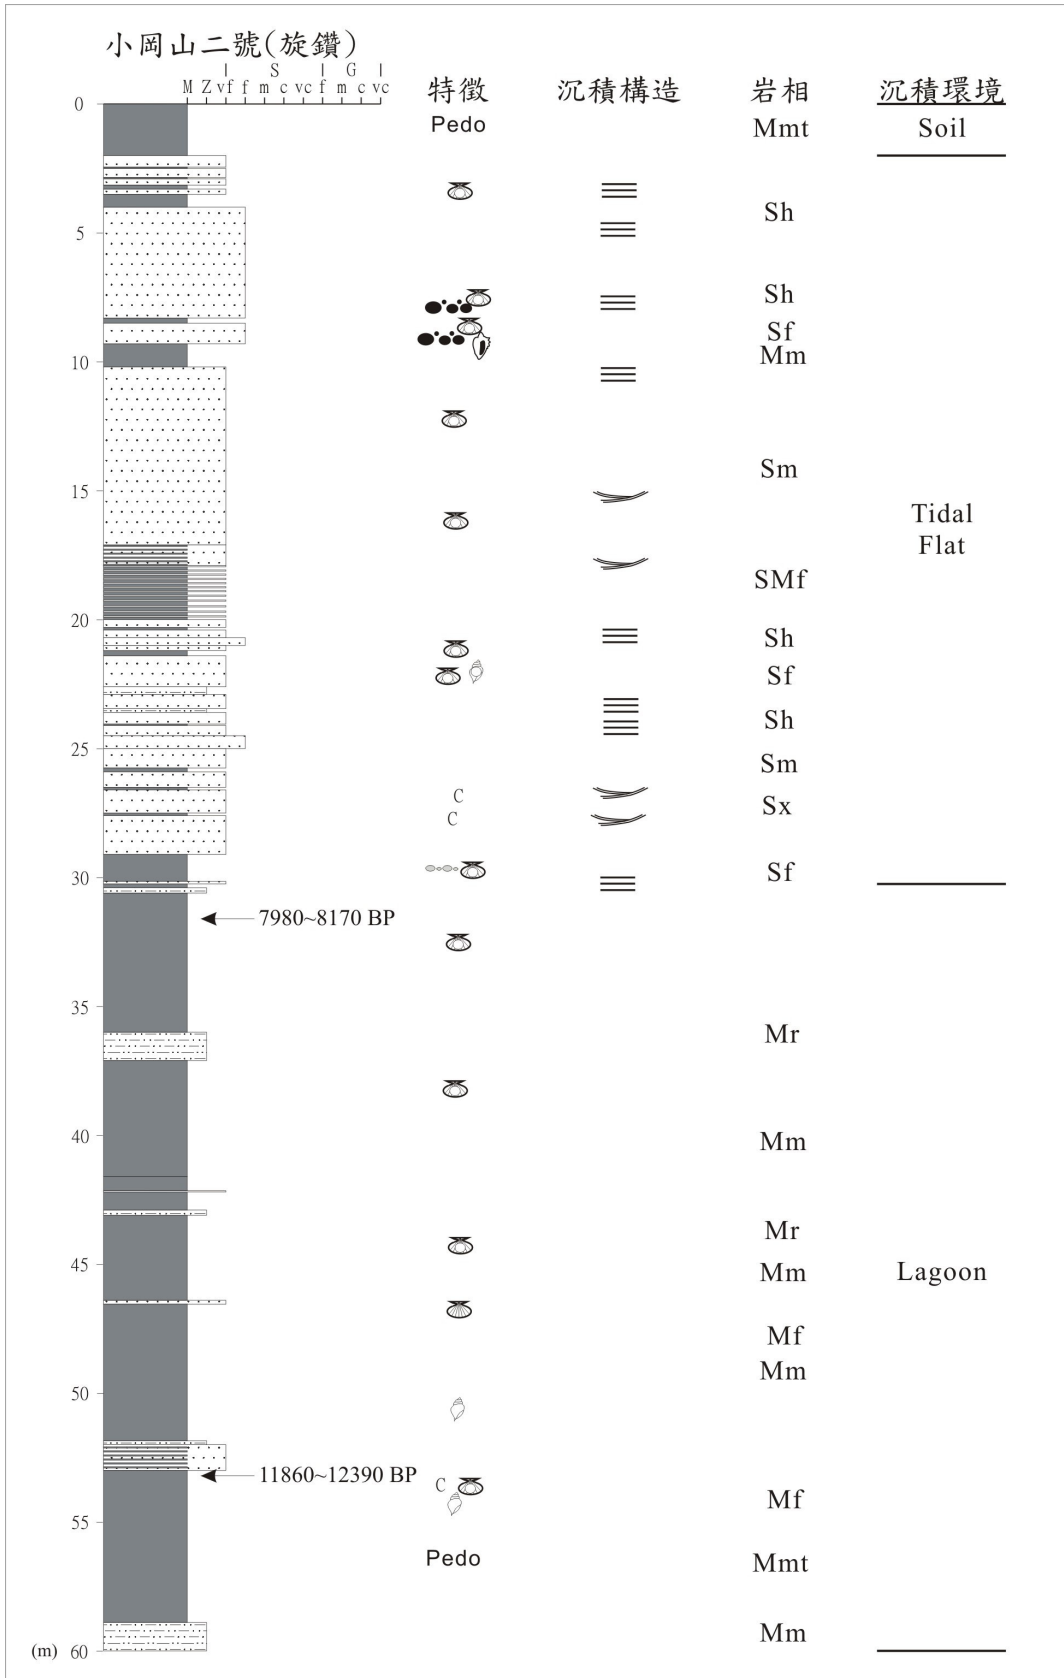 小岡山二號(旋鑽)
S G
M Z vf f m c vc f m c vc
特徵 沉積構造 岩相 沉積環境
0
Pedo Mmt Soil
Sh
5
Sh
Sf
Mm
10
Sm
15
Tidal
Flat
SMf
20
Sh
Sf
Sh
25
Sm
C Sx
C
Sf
30
7980~8170 BP
35
Mr
40
Mm
Mr
45
Mm Lagoon
Mf
Mm
50
11860~12390 BP
C
Mf
55
Pedo Mmt
Mm
(m) 60